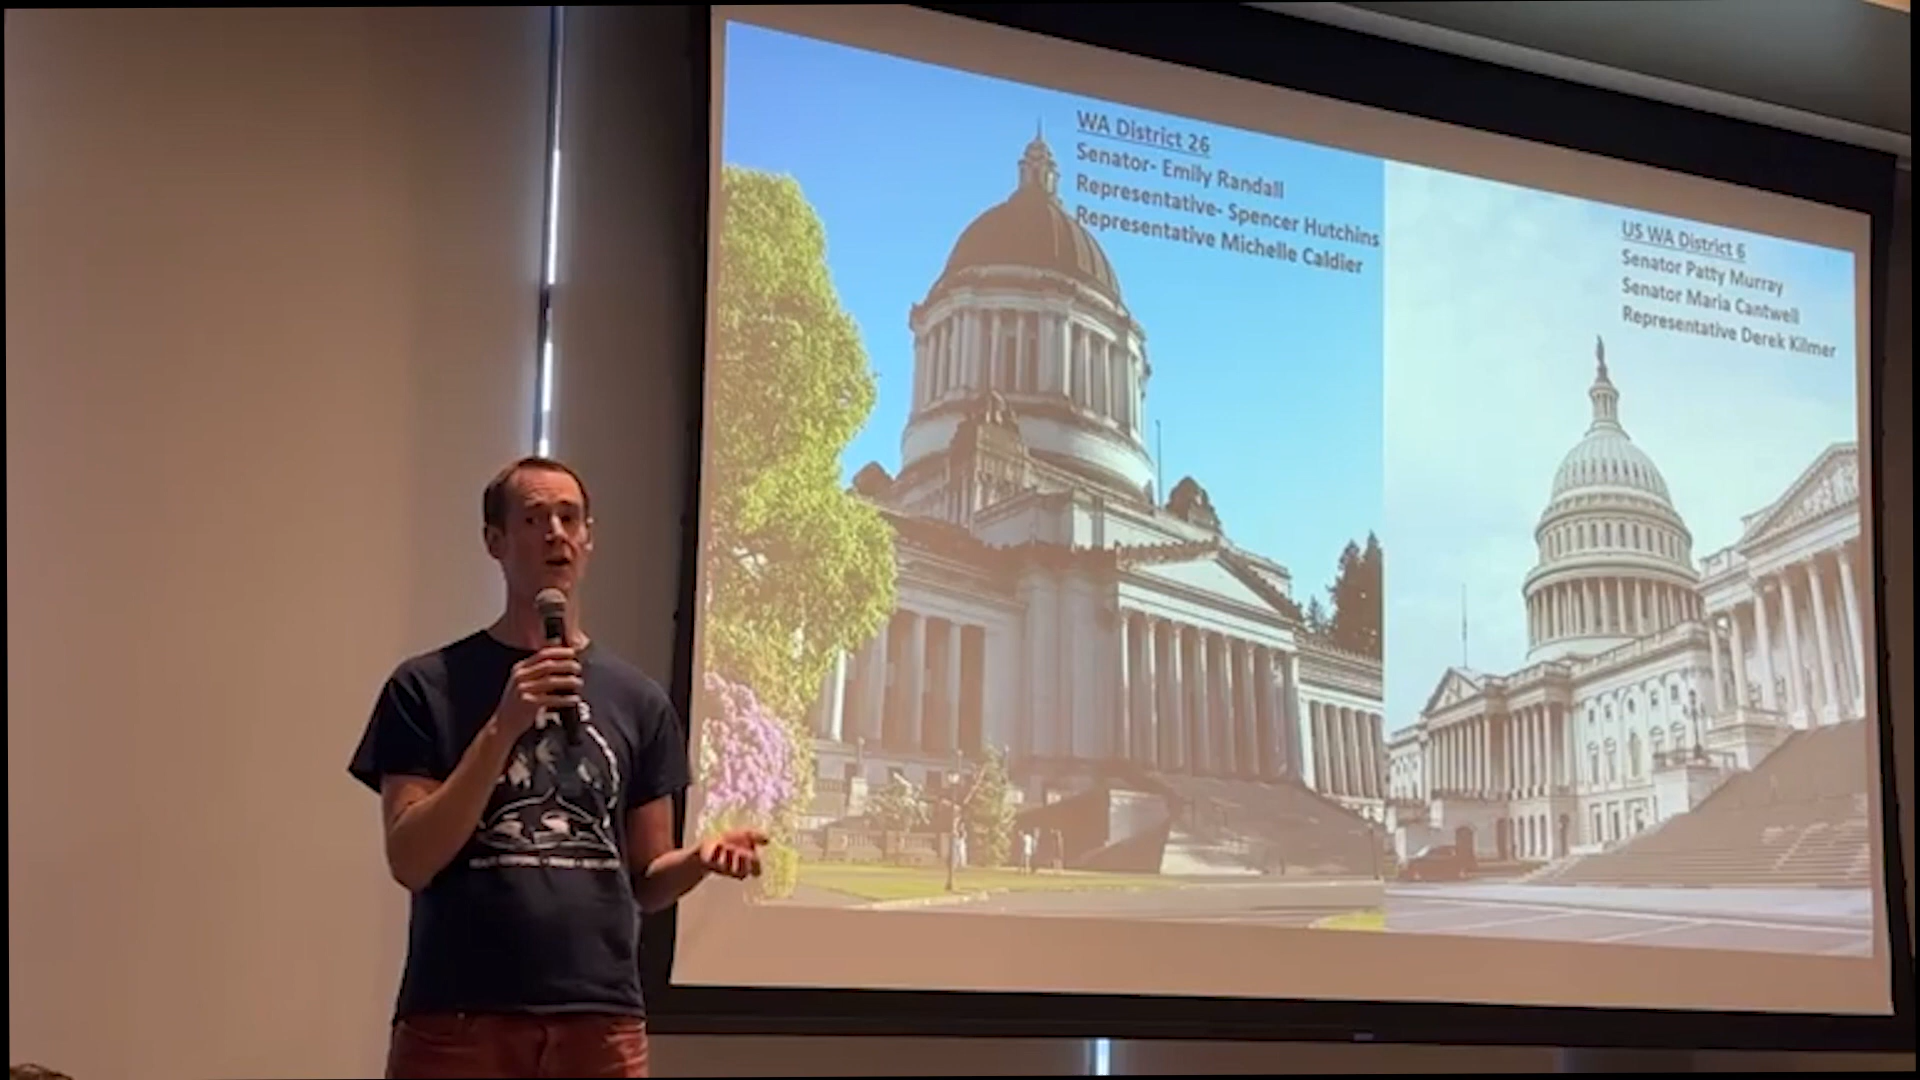 WA District 26
Senator- Emily Randall
Representative- Spencer Hutchins
Representative Michelle Caldier
US WA District 6
Senator Patty Murray
Senator Maria Cantwell
Representative Derek Kilmer